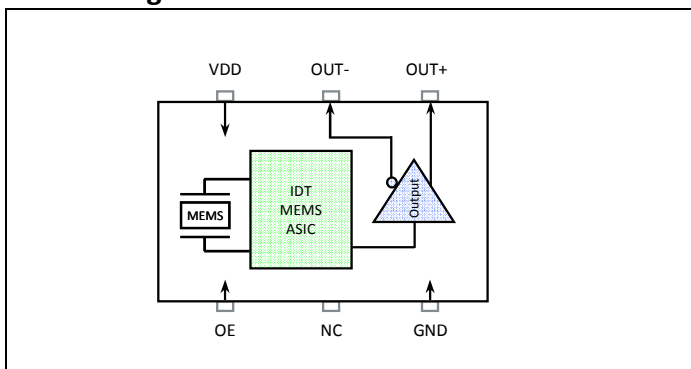 VDD OUT- OUT+
IDT
MEMS
ASIC
MEMS
Output
OE NC GND